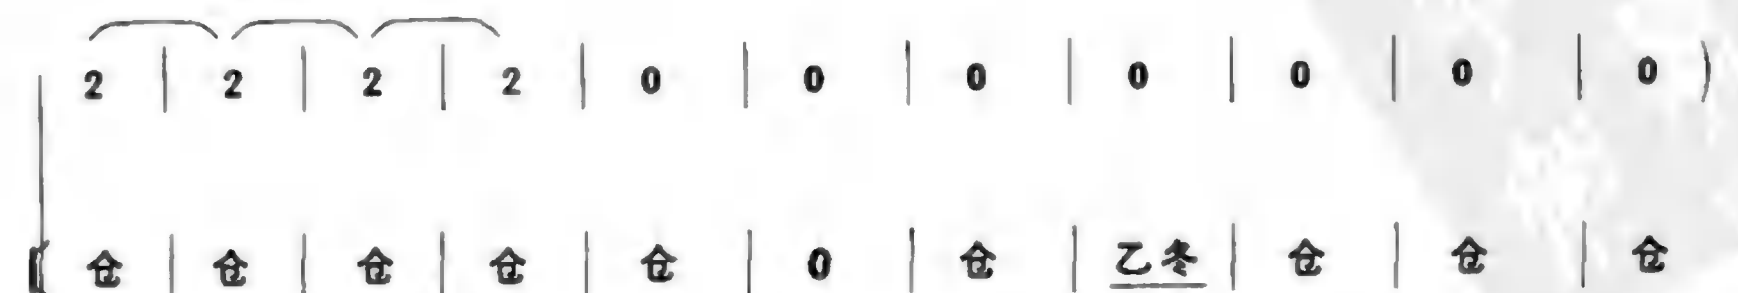 2 | 2 | 2 | 2 | 0 | 0 | 0 | 0 | 0 | 0 | 0 )
仓 | 仓 | 仓 | 仓 | 仓 | 0 | 仓 | 乙冬 | 仓 | 仓 | 仓